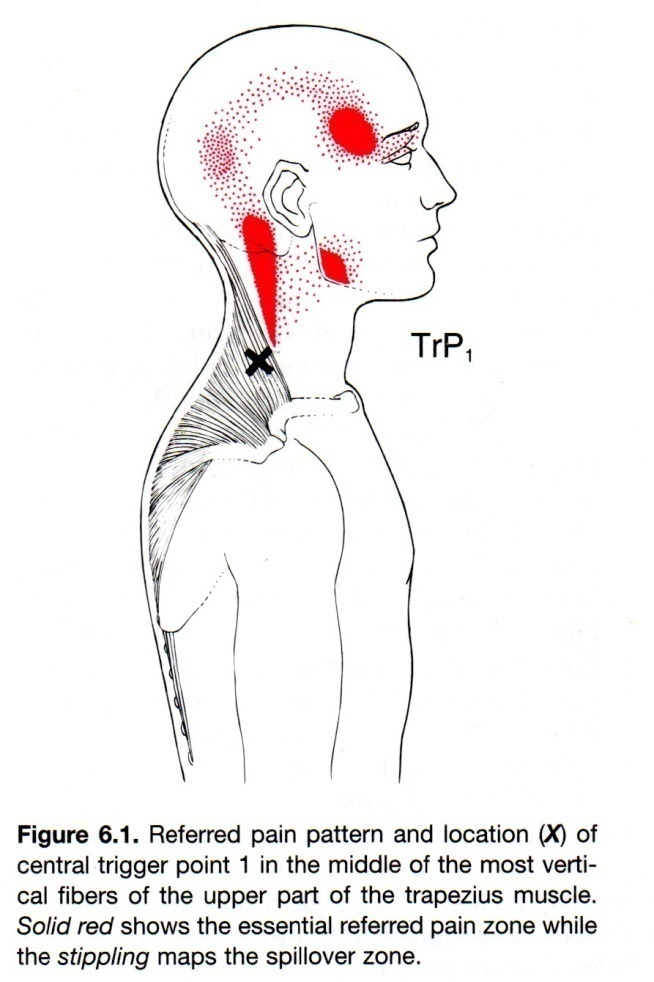 TrP₁
Figure 6.1. Referred pain pattern and location (X) of
central trigger point 1 in the middle of the most verti-
cal fibers of the upper part of the trapezius muscle.
Solid red shows the essential referred pain zone while
the stippling maps the spillover zone.